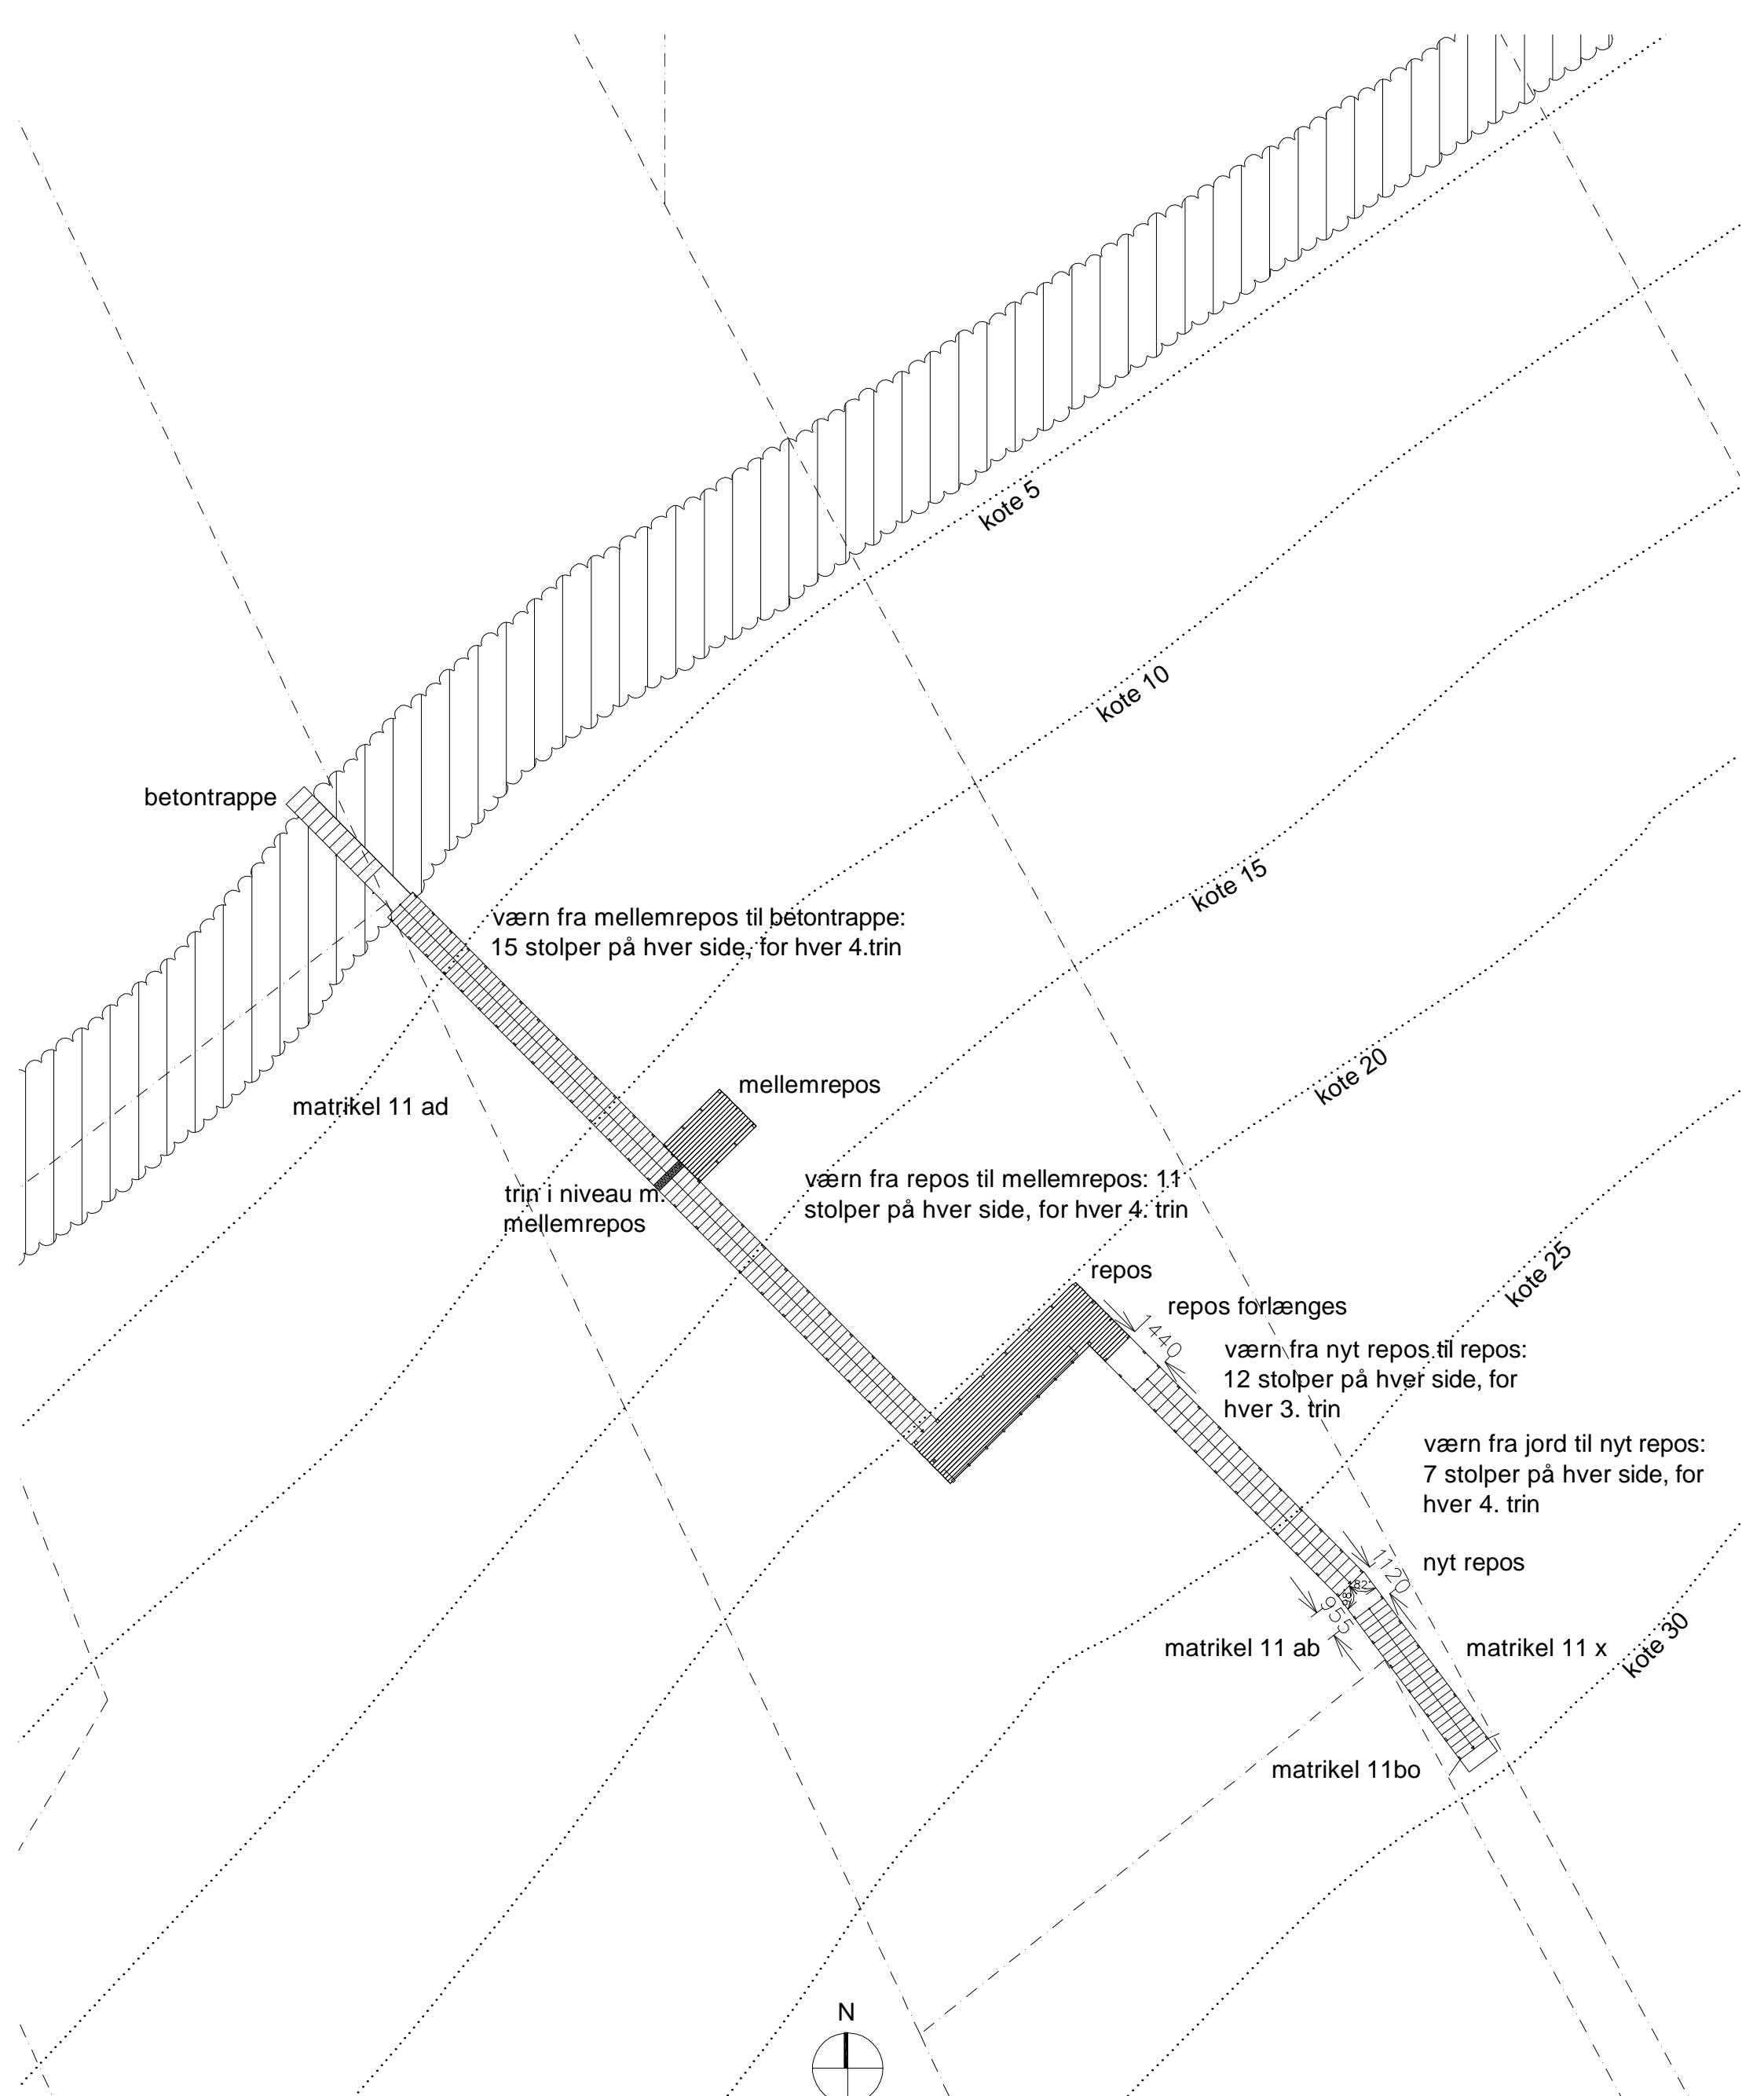 kote 5
kote 10
betontrappe
kote 15
værn fra mellemrepos til betontrappe:
15 stolper på hver side, for hver 4.trin
kote 20
mellemrepos
matrikel 11 ad
værn fra repos til mellemrepos: 11
stolper på hver side, for hver 4. trin
trin i niveau m.
mellemrepos
kote 25
repos
repos forlænges
1440
værn fra nyt repos til repos:
12 stolper på hver side, for
hver 3. trin
værn fra jord til nyt repos:
7 stolper på hver side, for
hver 4. trin
nyt repos
1120
955
matrikel 11 ab
matrikel 11 x
kote 30
matrikel 11bo
N